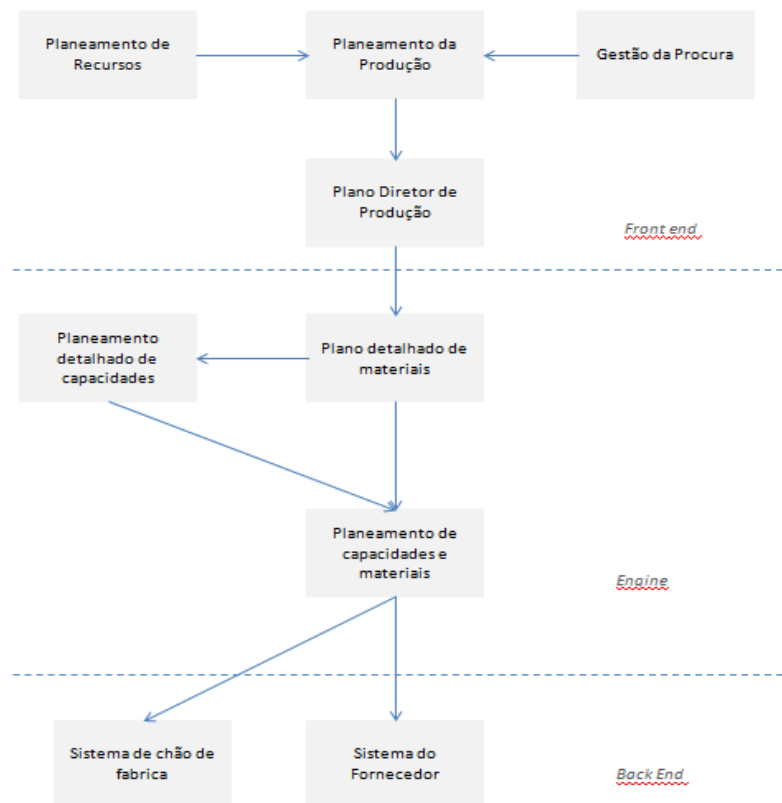 Planeamento de
Recursos
Planeamento da
Produção
Gestão da Procura
Plano Diretor de
Produção
Front end
Planeamento
detalhado de
capacidades
Plano detalhado de
materiais
Planeamento de
capacidades e
materiais
Engine
Sistema de chão de
fabrica
Sistema do
Fornecedor
Back End